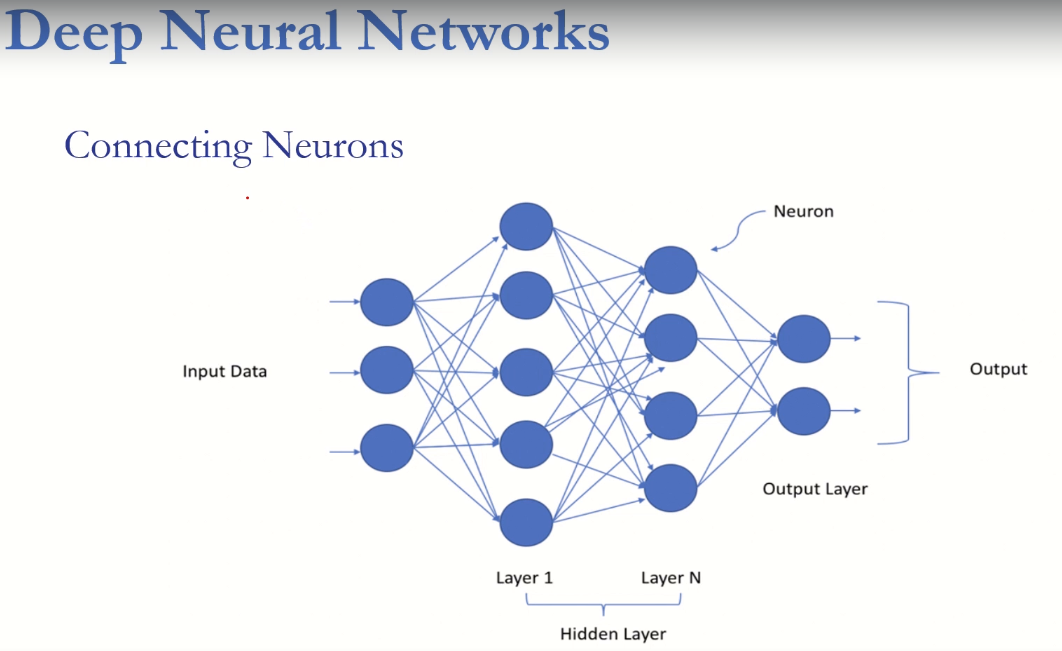 Deep Neural Networks
Connecting Neurons
Neuron
Input Data
Output
Output Layer
Layer 1
Layer N
Hidden Layer